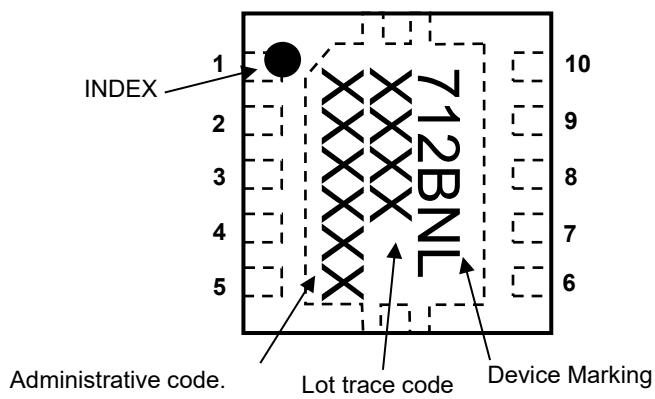 1
2
3
4
5
INDEX
712BNL
XXXX
XXXXXX
10
9
8
7
6
Administrative code.
Lot trace code
Device Marking